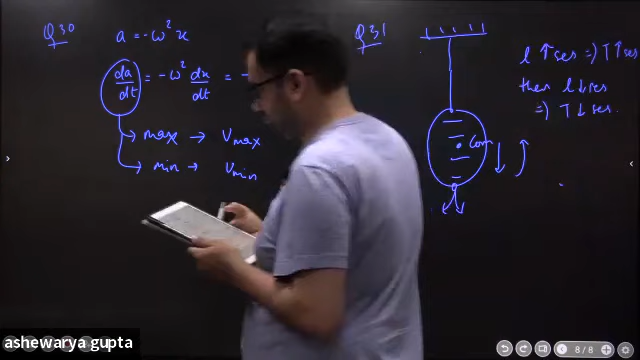 Q30
a = -ω²x
da/dt = -ω² dx/dt = -
max → Vmax
min → Vmin
Q31
l ↑ses ⇒ T↑ses
then l ↓ses
⇒ T↓ses.
Com
ashewarya gupta
8/8